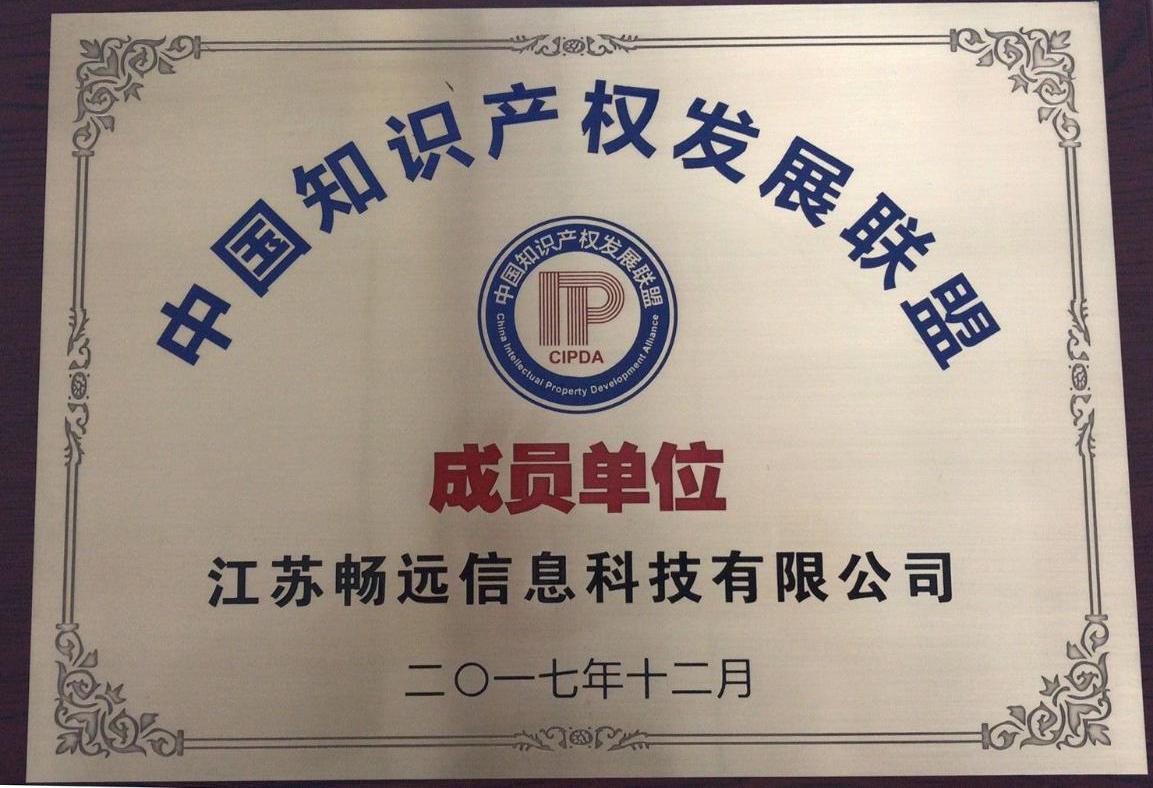 中国知识产权发展联盟
中国知识产权发展联盟
IP
CIPDA
China Intellectual Property Development Alliance
成员单位
江苏畅远信息科技有限公司
二〇一七年十二月